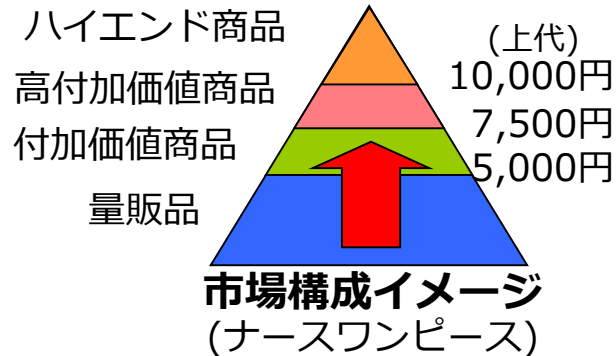 ハイエンド商品
(上代)
10,000円
高付加価値商品
7,500円
付加価値商品
5,000円
量販品
市場構成イメージ
(ナースワンピース)